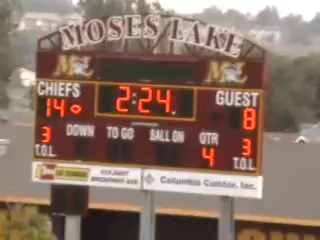 MOSES LAKE
CHIEFS 2:24 GUEST
14 8
3 DOWN TO GO BALL ON QTR 3
T.O.L. 4 T.O.L.
Columbia Contor, Inc.